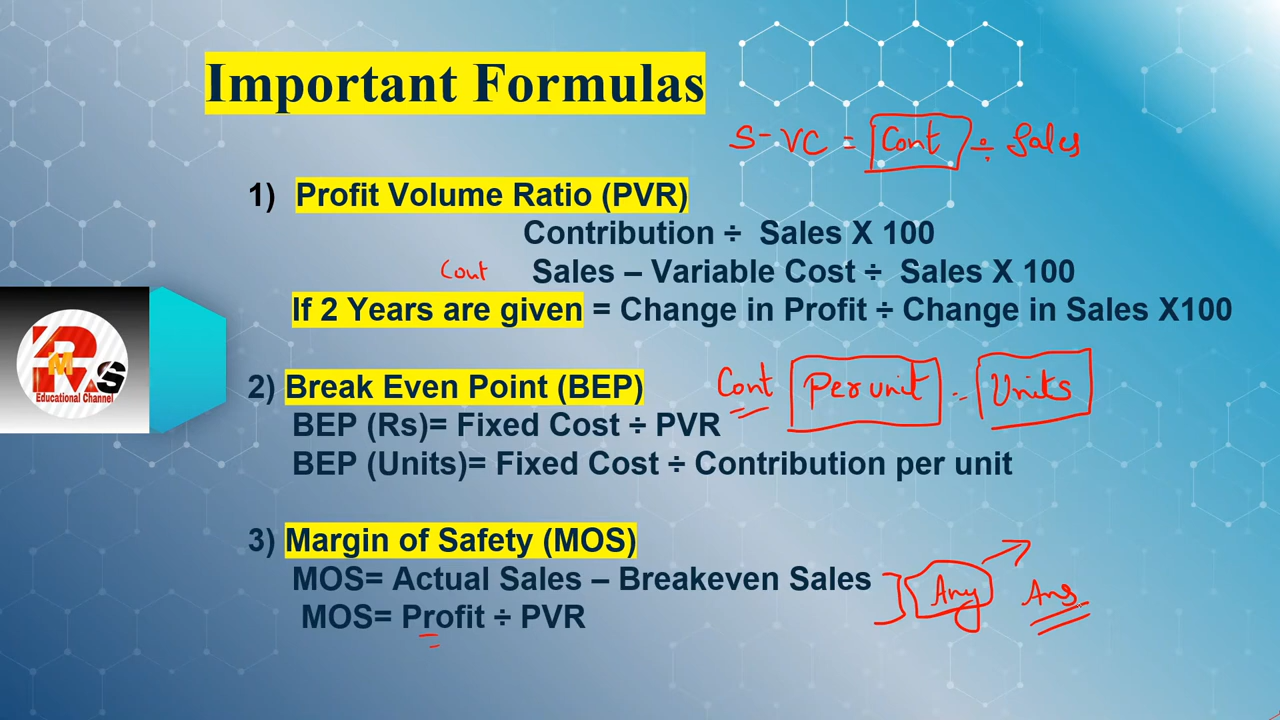 Important Formulas
S - VC = Cont ÷ Sales
1) Profit Volume Ratio (PVR)
Contribution ÷ Sales X 100
Cont Sales – Variable Cost ÷ Sales X 100
If 2 Years are given = Change in Profit ÷ Change in Sales X100
RMS
Educational Channel
2) Break Even Point (BEP)
Cont Per unit = Units
BEP (Rs)= Fixed Cost ÷ PVR
BEP (Units)= Fixed Cost ÷ Contribution per unit
3) Margin of Safety (MOS)
MOS= Actual Sales – Breakeven Sales
MOS= Profit ÷ PVR
Any Ans